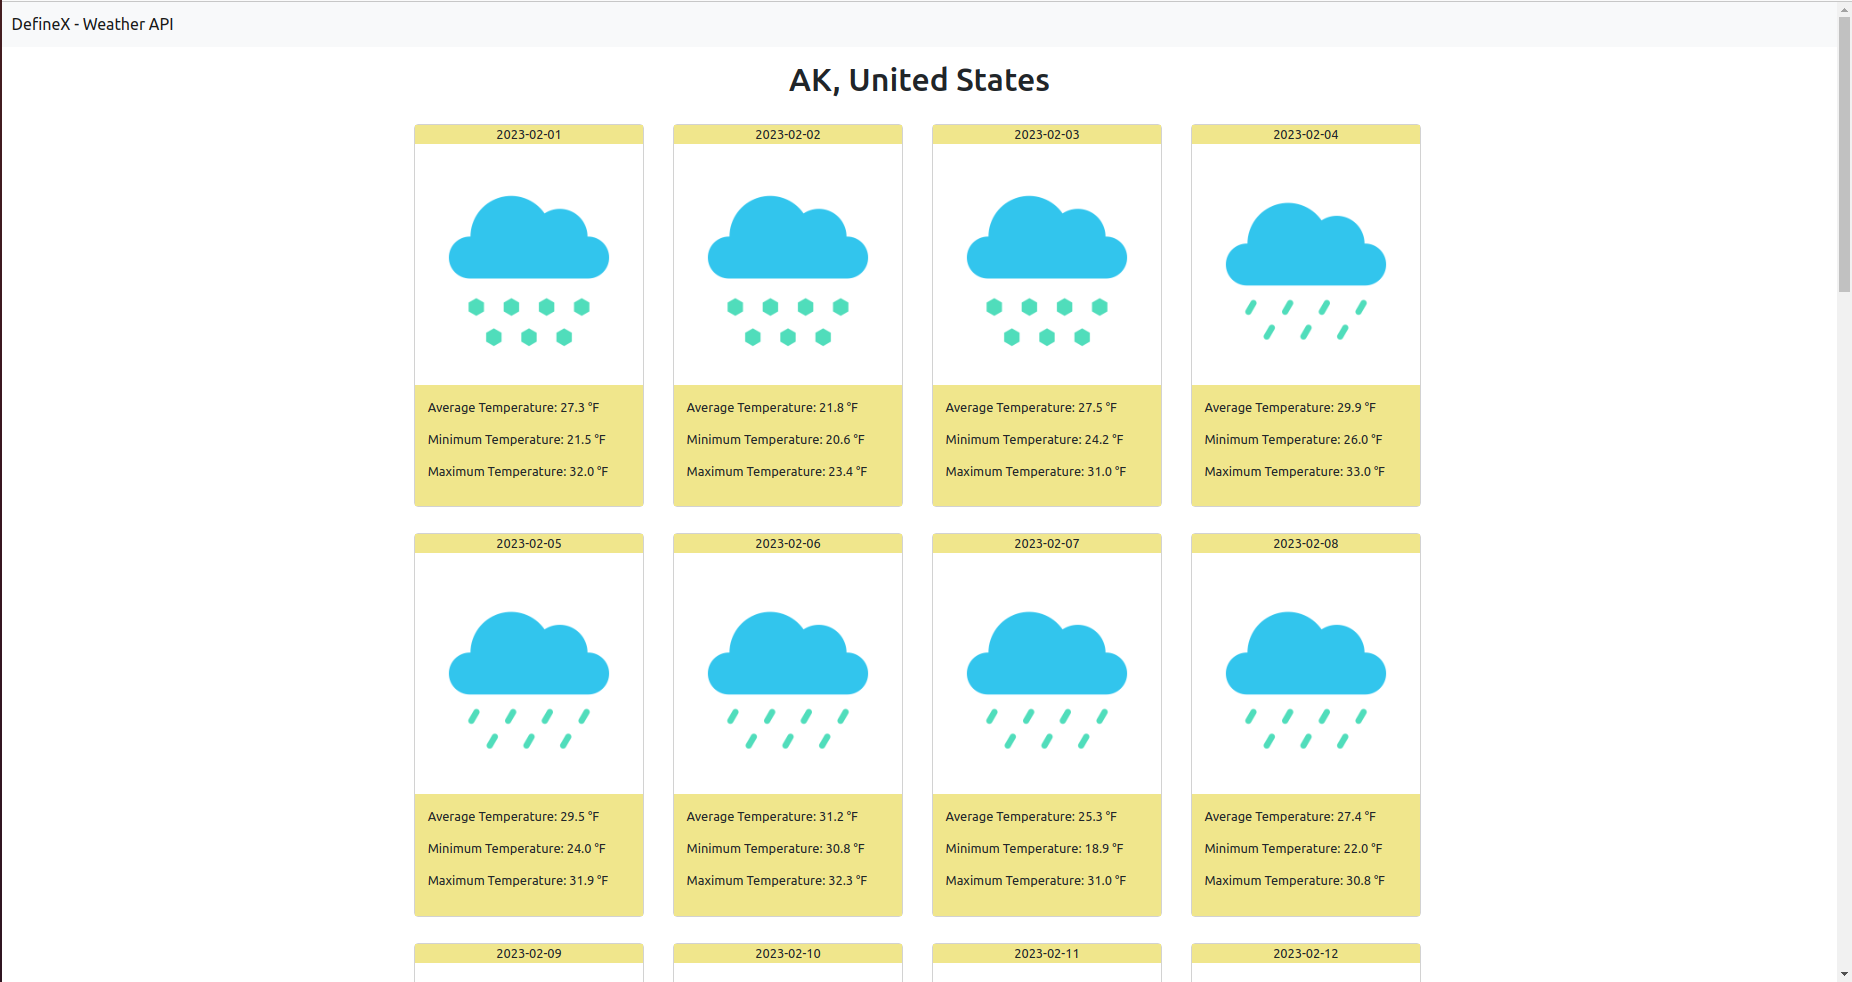 DefineX - Weather API
AK, United States
2023-02-01
Average Temperature: 27.3 °F
Minimum Temperature: 21.5 °F
Maximum Temperature: 32.0 °F
2023-02-02
Average Temperature: 21.8 °F
Minimum Temperature: 20.6 °F
Maximum Temperature: 23.4 °F
2023-02-03
Average Temperature: 27.5 °F
Minimum Temperature: 24.2 °F
Maximum Temperature: 31.0 °F
2023-02-04
Average Temperature: 29.9 °F
Minimum Temperature: 26.0 °F
Maximum Temperature: 33.0 °F
2023-02-05
Average Temperature: 29.5 °F
Minimum Temperature: 24.0 °F
Maximum Temperature: 31.9 °F
2023-02-06
Average Temperature: 31.2 °F
Minimum Temperature: 30.8 °F
Maximum Temperature: 32.3 °F
2023-02-07
Average Temperature: 25.3 °F
Minimum Temperature: 18.9 °F
Maximum Temperature: 31.0 °F
2023-02-08
Average Temperature: 27.4 °F
Minimum Temperature: 22.0 °F
Maximum Temperature: 30.8 °F
2023-02-09
2023-02-10
2023-02-11
2023-02-12